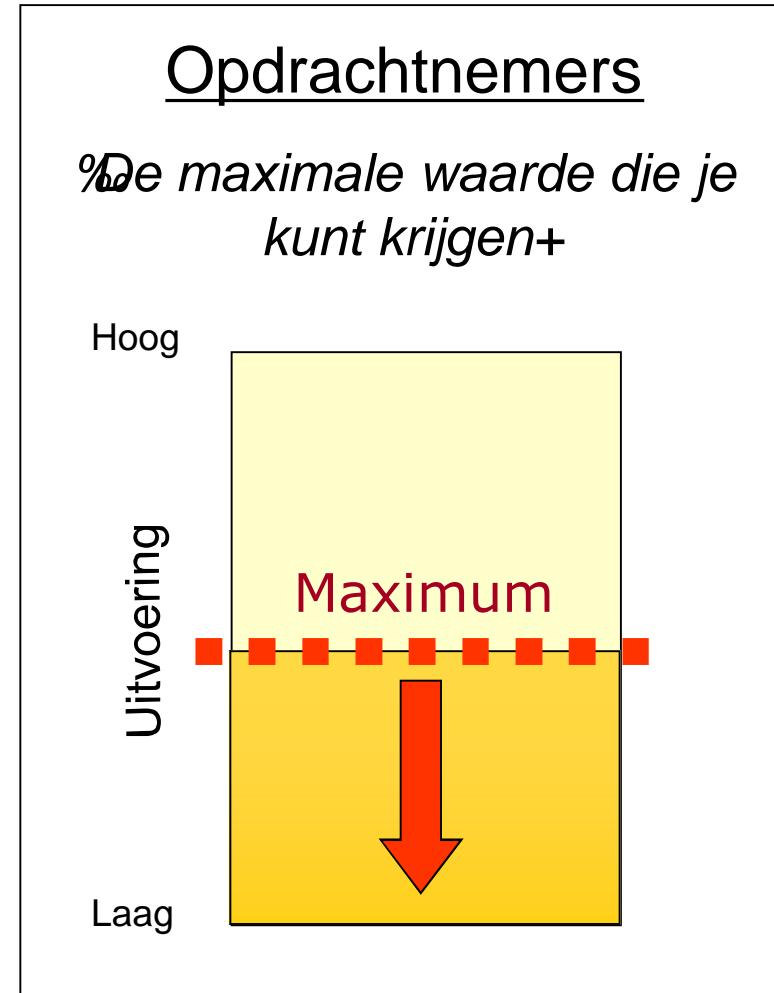 Opdrachtnemers
‰De maximale waarde die je
kunt krijgen+
Hoog
Uitvoering
Maximum
Laag